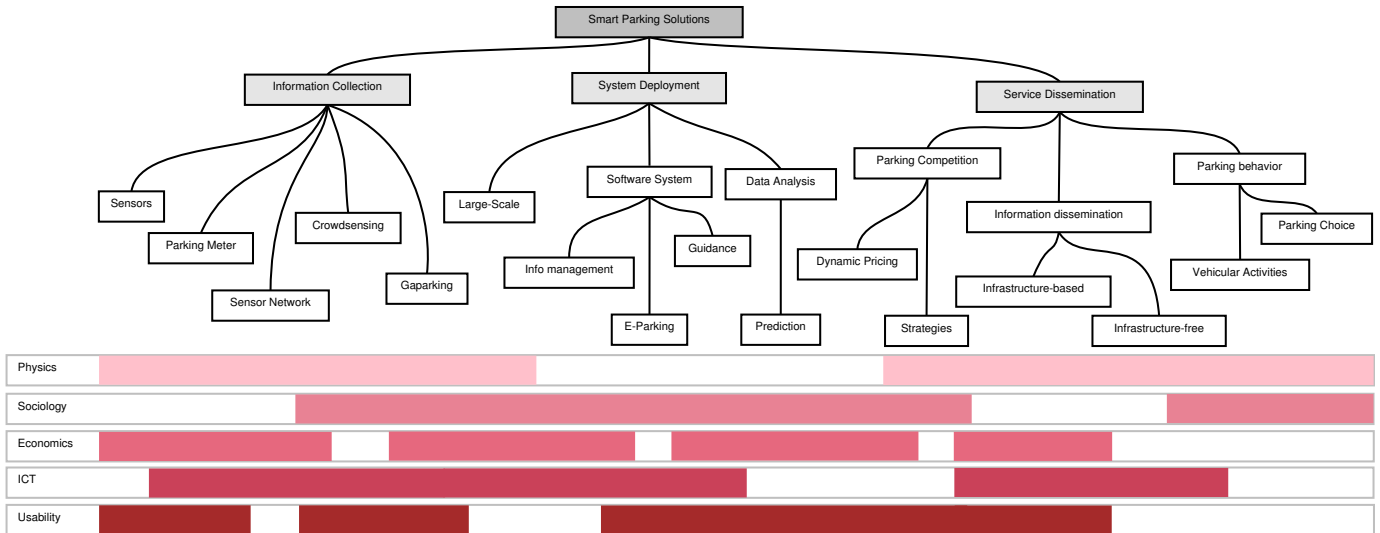 Smart Parking Solutions
Information Collection
System Deployment
Service Dissemination
Sensors
Parking Meter
Sensor Network
Crowdsensing
Gaparking
Large-Scale
Software System
Data Analysis
Info management
Guidance
E-Parking
Prediction
Parking Competition
Parking behavior
Information dissemination
Parking Choice
Dynamic Pricing
Vehicular Activities
Infrastructure-based
Strategies
Infrastructure-free
Physics
Sociology
Economics
ICT
Usability